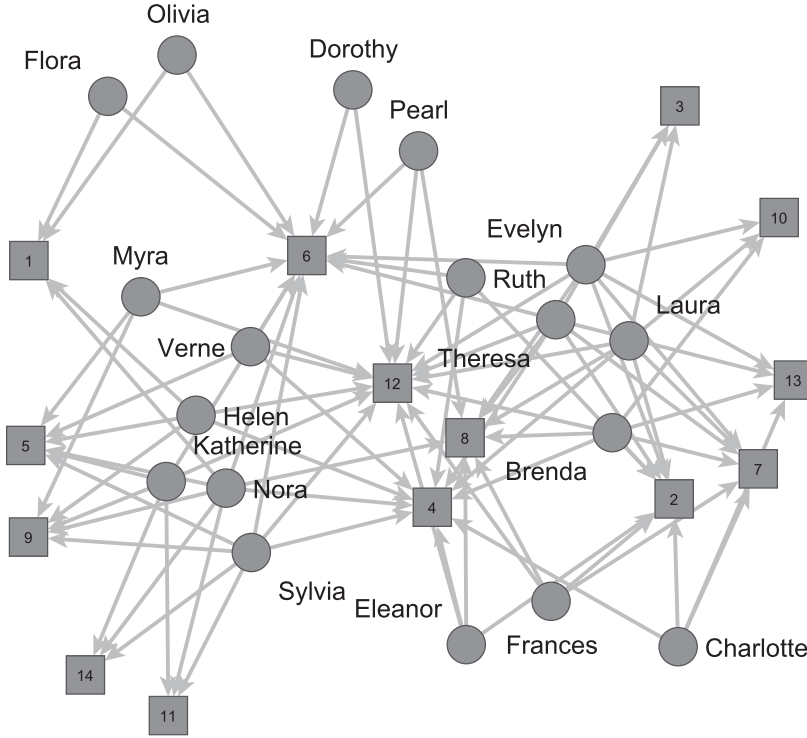 Olivia
Flora
Dorothy
Pearl
3
10
Evelyn
1
Myra
6
Ruth
Laura
Verne
Theresa
12
13
Helen
5
Katherine
8
Brenda
7
Nora
2
4
9
Sylvia
Eleanor
Frances
Charlotte
14
11